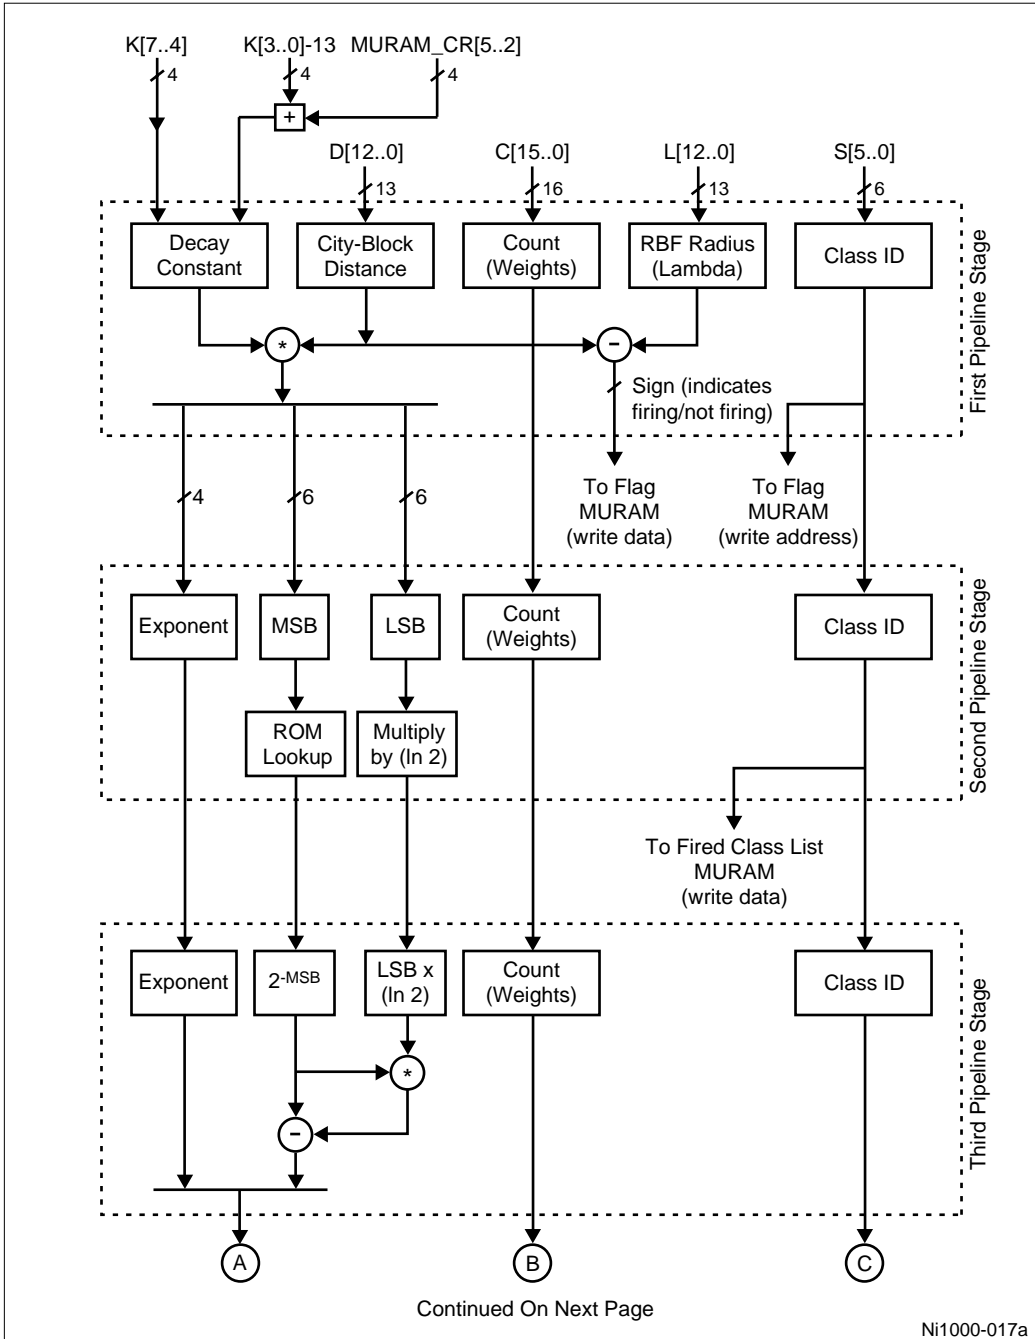 K[7..4] K[3..0]-13 MURAM_CR[5..2]
4 4 4
+
D[12..0] C[15..0] L[12..0] S[5..0]
13 16 13 6
Decay
Constant
City-Block
Distance
Count
(Weights)
RBF Radius
(Lambda)
Class ID
First Pipeline Stage
* -
Sign (indicates
firing/not firing)
4 6 6
To Flag
MURAM
(write data)
To Flag
MURAM
(write address)
Exponent
MSB
LSB
Count
(Weights)
Class ID
Second Pipeline Stage
ROM
Lookup
Multiply
by (ln 2)
To Fired Class List
MURAM
(write data)
Exponent
2-MSB
LSB x
(ln 2)
Count
(Weights)
Class ID
Third Pipeline Stage
*
-
A B C
Continued On Next Page
Ni1000-017a